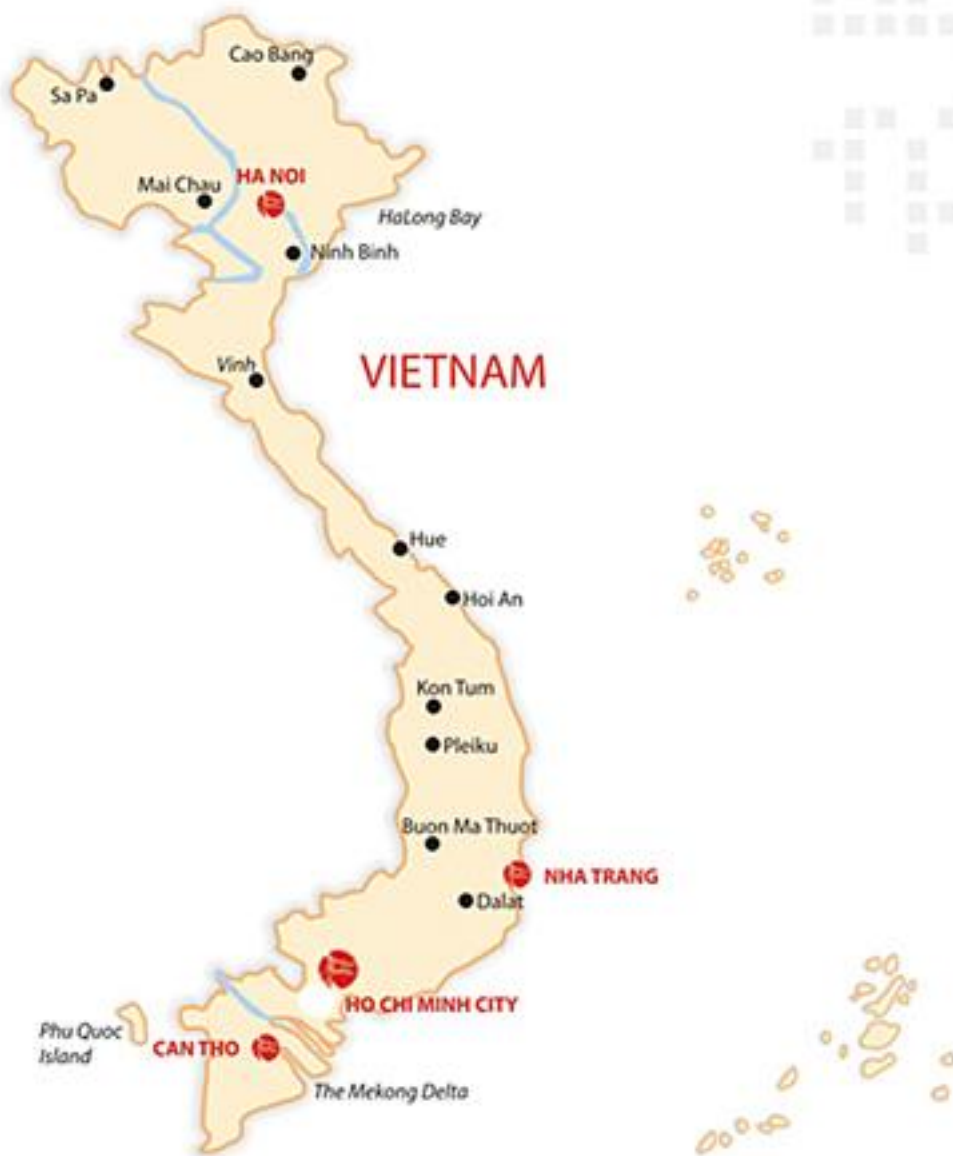 Cao Bang
Sa Pa
HA NOI
Mai Chau
HaLong Bay
Ninh Binh
Vinh
VIETNAM
Hue
Hoi An
Kon Tum
Pleiku
Buon Ma Thuot
NHA TRANG
Dalat
HO CHI MINH CITY
Phu Quoc
Island
CAN THO
The Mekong Delta